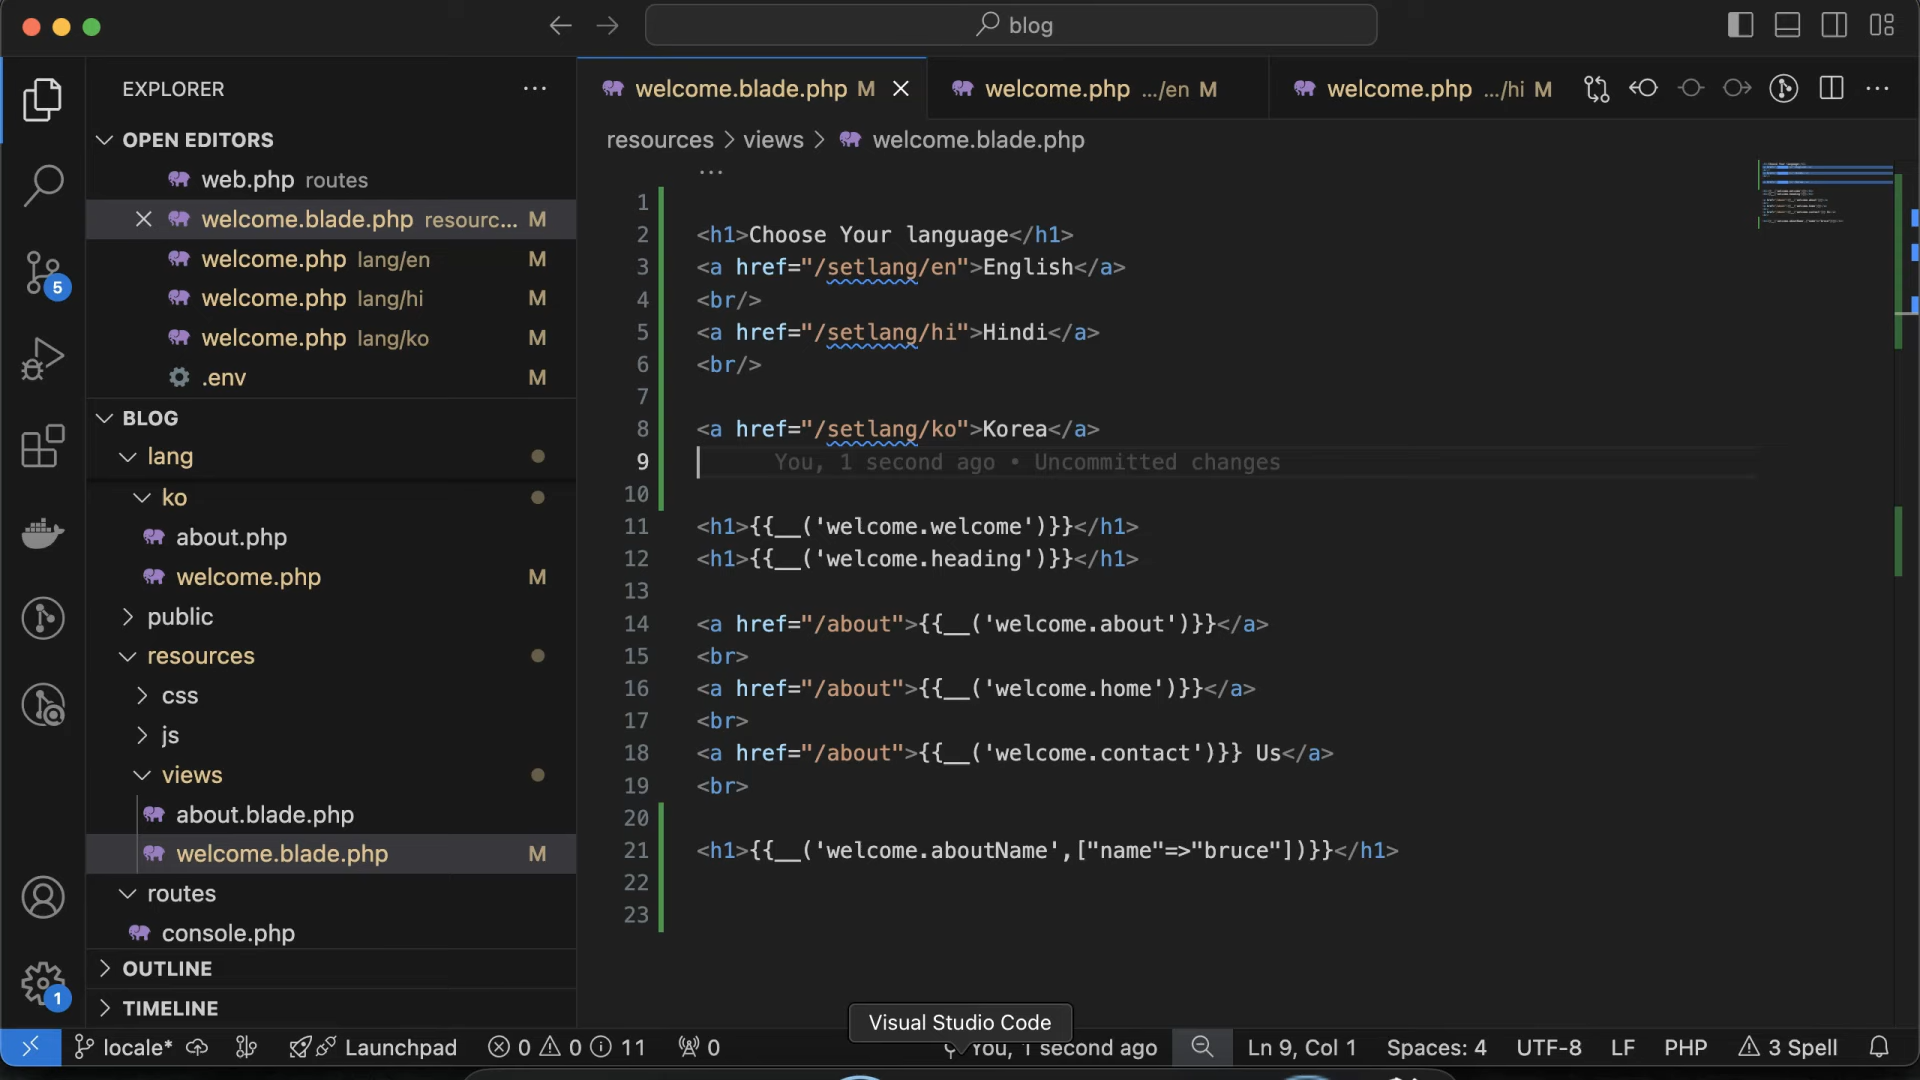 blog
EXPLORER
OPEN EDITORS
web.php routes
welcome.blade.php resourc... M
welcome.php lang/en M
welcome.php lang/hi M
welcome.php lang/ko M
.env M
BLOG
lang
ko
about.php
welcome.php M
public
resources
css
js
views
about.blade.php
welcome.blade.php M
routes
console.php
OUTLINE
TIMELINE
5
1
welcome.blade.php M
welcome.php .../en M
welcome.php .../hi M
resources > views > welcome.blade.php
...
1
2 <h1>Choose Your language</h1>
3 <a href="/setlang/en">English</a>
4 <br/>
5 <a href="/setlang/hi">Hindi</a>
6 <br/>
7
8 <a href="/setlang/ko">Korea</a>
9 You, 1 second ago • Uncommitted changes
10
11 <h1>{{__('welcome.welcome')}}</h1>
12 <h1>{{__('welcome.heading')}}</h1>
13
14 <a href="/about">{{__('welcome.about')}}</a>
15 <br>
16 <a href="/about">{{__('welcome.home')}}</a>
17 <br>
18 <a href="/about">{{__('welcome.contact')}} Us</a>
19 <br>
20
21 <h1>{{__('welcome.aboutName',["name"=>"bruce"])}}</h1>
22
23
Visual Studio Code
locale* Launchpad 0 0 11 0 You, 1 second ago Ln 9, Col 1 Spaces: 4 UTF-8 LF PHP 3 Spell